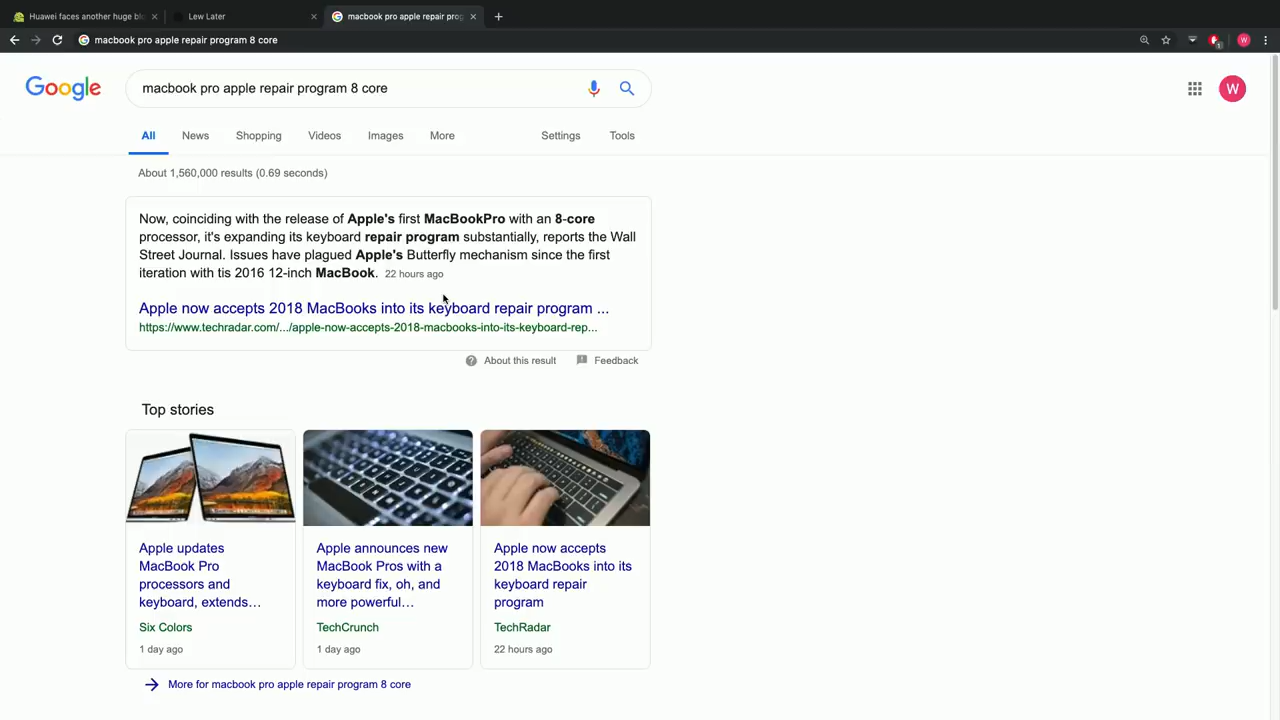 Huawei faces another huge blo
Lew Later
macbook pro apple repair prog
macbook pro apple repair program 8 core
W
Google
macbook pro apple repair program 8 core
W
All News Shopping Videos Images More Settings Tools
About 1,560,000 results (0.69 seconds)
Now, coinciding with the release of Apple's first MacBookPro with an 8-core
processor, it's expanding its keyboard repair program substantially, reports the Wall
Street Journal. Issues have plagued Apple's Butterfly mechanism since the first
iteration with tis 2016 12-inch MacBook. 22 hours ago
Apple now accepts 2018 MacBooks into its keyboard repair program ...
https://www.techradar.com/.../apple-now-accepts-2018-macbooks-into-its-keyboard-rep...
About this result Feedback
Top stories
Apple updates
MacBook Pro
processors and
keyboard, extends…
Six Colors
1 day ago
Apple announces new
MacBook Pros with a
keyboard fix, oh, and
more powerful…
TechCrunch
1 day ago
Apple now accepts
2018 MacBooks into its
keyboard repair
program
TechRadar
22 hours ago
More for macbook pro apple repair program 8 core